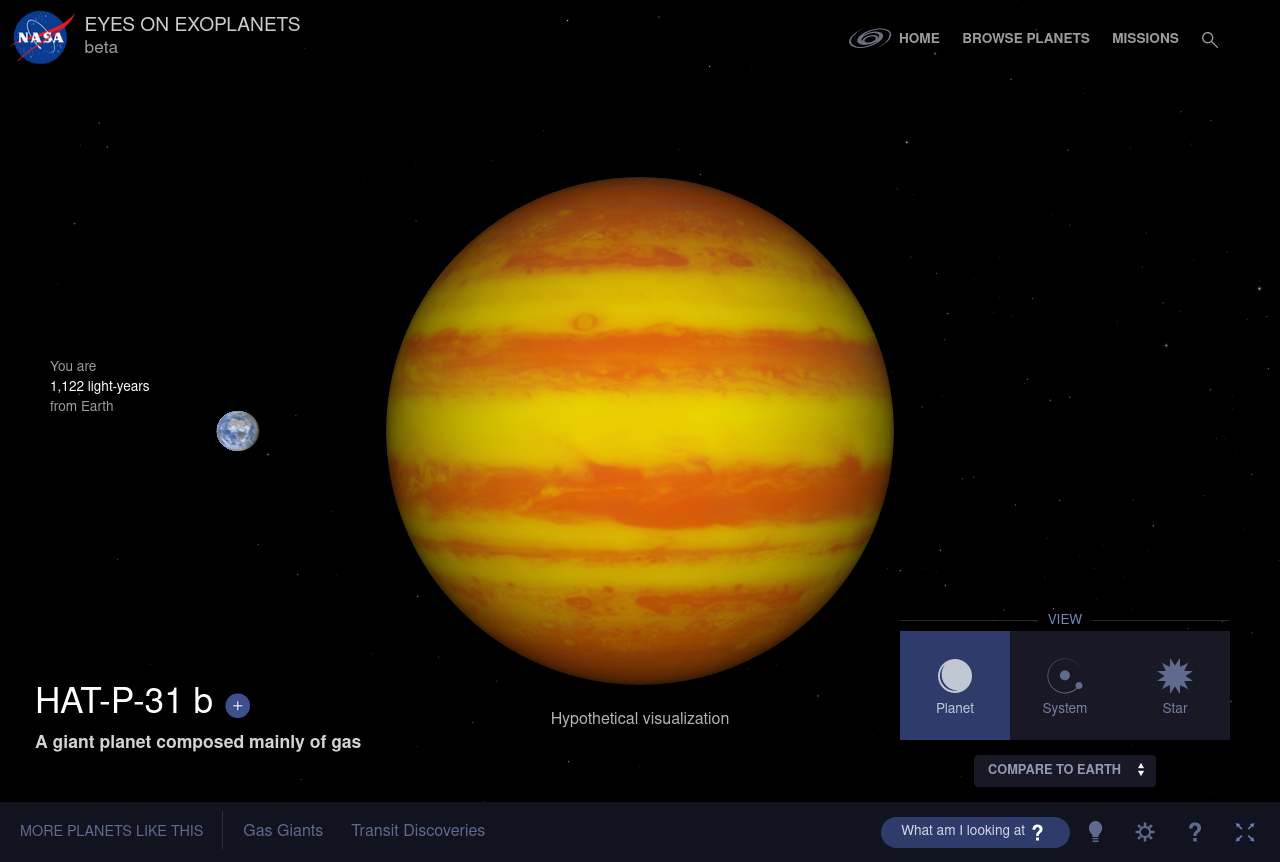 NASA
EYES ON EXOPLANETS
beta
HOME
BROWSE PLANETS
MISSIONS
You are
1,122 light-years
from Earth
HAT-P-31 b +
A giant planet composed mainly of gas
Hypothetical visualization
VIEW
Planet
System
Star
COMPARE TO EARTH
MORE PLANETS LIKE THIS
Gas Giants
Transit Discoveries
What am I looking at ?
?